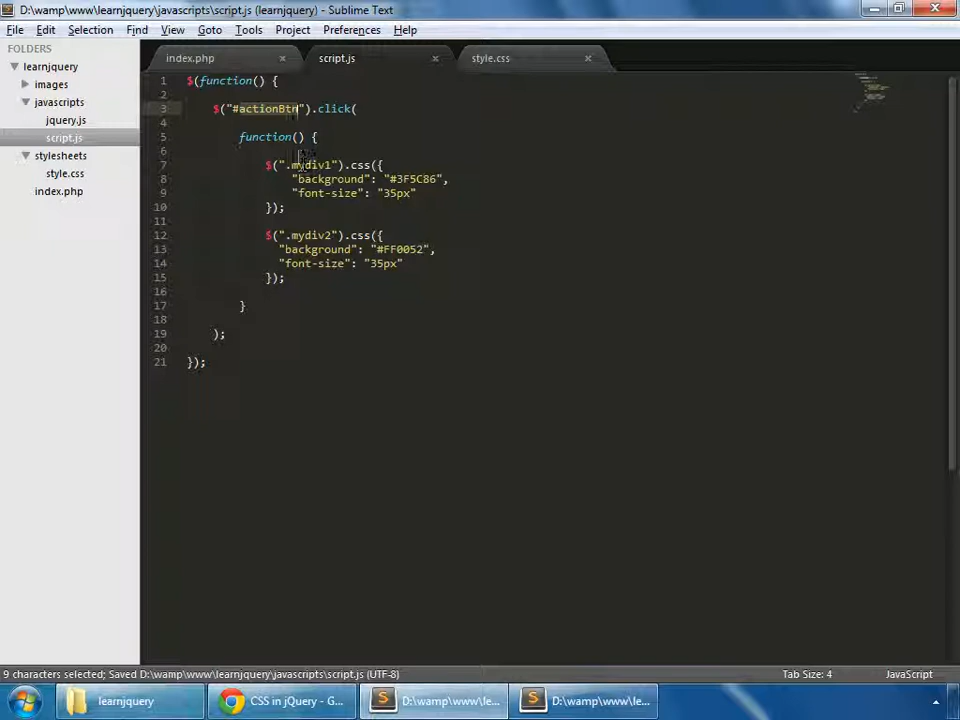 D:\wamp\www\learnjquery\javascripts\script.js (learnjquery) - Sublime Text
File Edit Selection Find View Goto Tools Project Preferences Help
FOLDERS
learnjquery
images
javascripts
jquery.js
script.js
stylesheets
style.css
index.php
index.php × script.js × style.css ×
1 $(function() {
2
3 $("#actionBtn").click(
4
5 function() {
6
7 $(".mydiv1").css({
8 "background": "#3F5C86",
9 "font-size": "35px"
10 });
11
12 $(".mydiv2").css({
13 "background": "#FF0052",
14 "font-size": "35px"
15 });
16
17 }
18
19 );
20
21 });
9 characters selected; Saved D:\wamp\www\learnjquery\javascripts\script.js (UTF-8) Tab Size: 4 JavaScript
learnjquery CSS in jQuery - G... D:\wamp\www\le... D:\wamp\www\le...